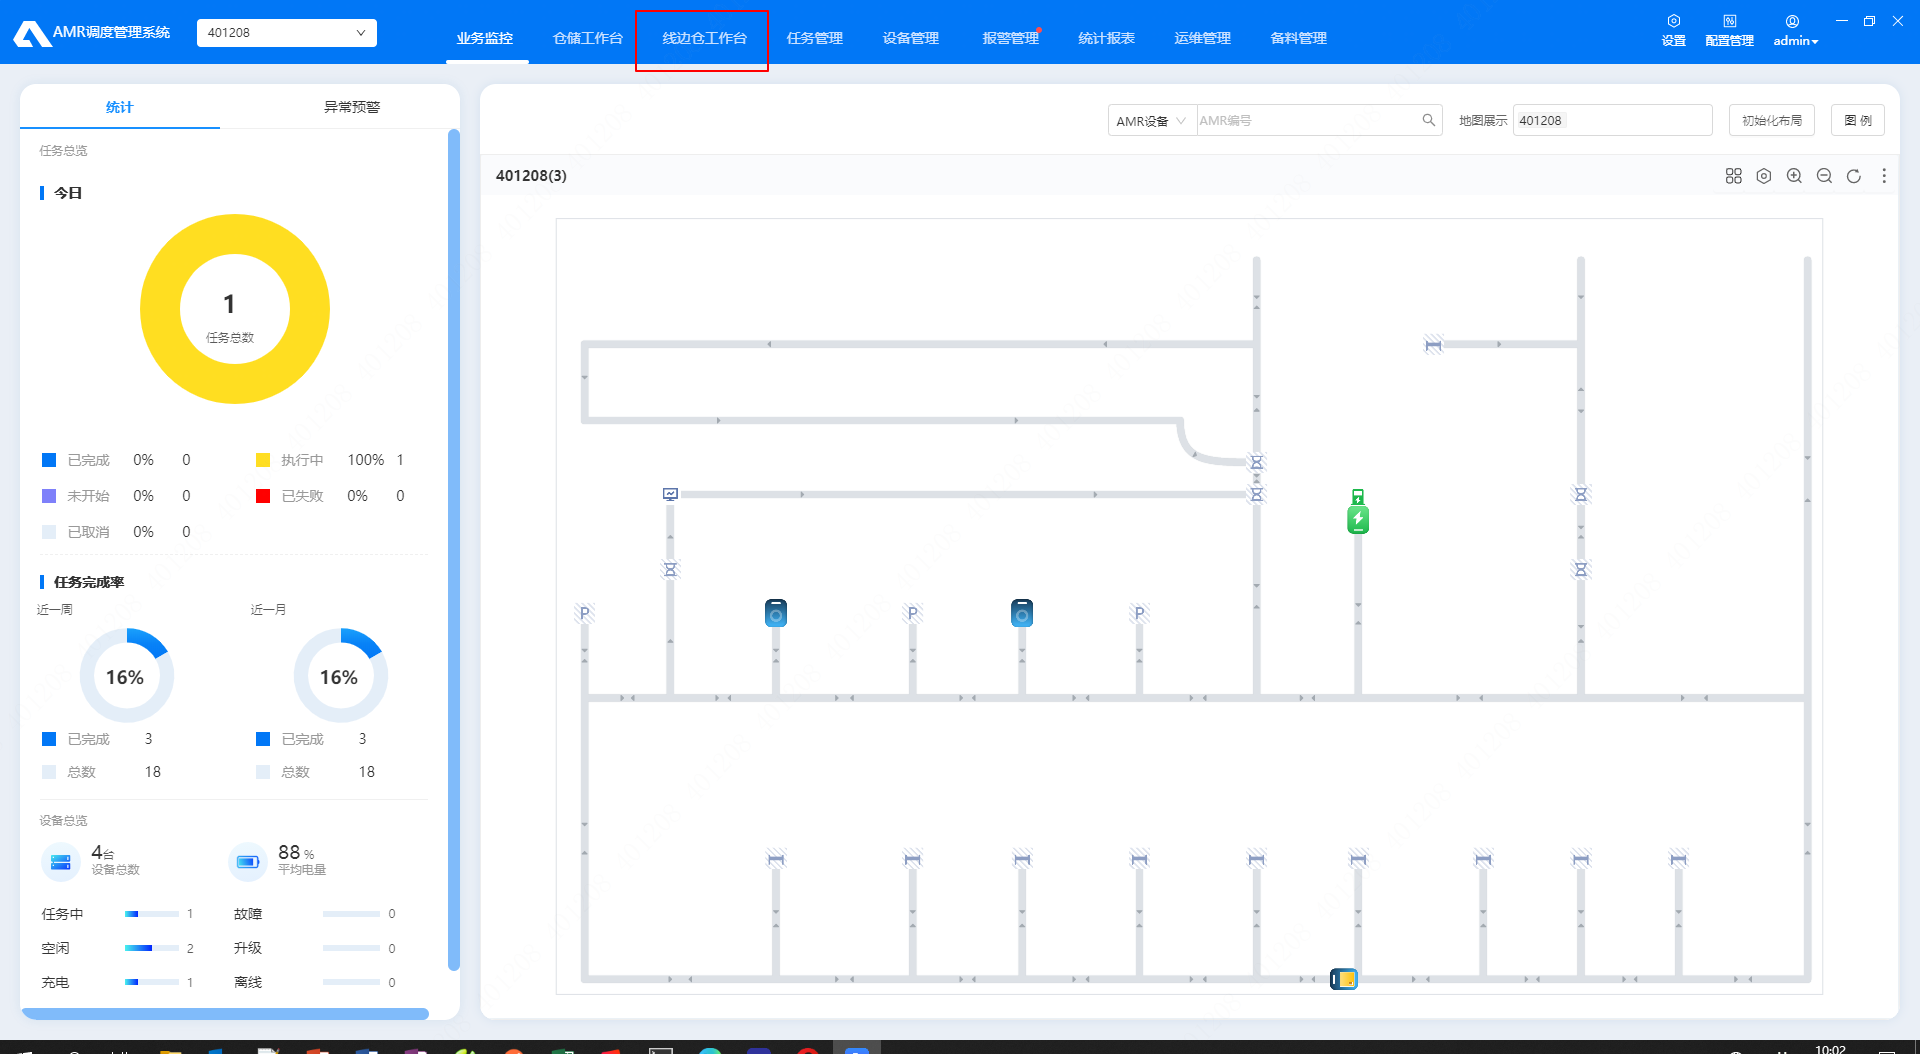 AMR调度管理系统
401208
业务监控
仓储工作台
线边仓工作台
任务管理
设备管理
报警管理
统计报表
运维管理
备料管理
设置
配置管理
admin
统计
异常预警
任务总览
今日
1
任务总数
已完成 0% 0
执行中 100% 1
未开始 0% 0
已失败 0% 0
已取消 0% 0
任务完成率
近一周
近一月
16%
16%
已完成 3
已完成 3
总数 18
总数 18
设备总览
4台
设备总数
88 %
平均电量
任务中 1
故障 0
空闲 2
升级 0
充电 1
离线 0
AMR设备
AMR编号
地图展示
401208
初始化布局
图 例
401208(3)
P
P
P
10:02